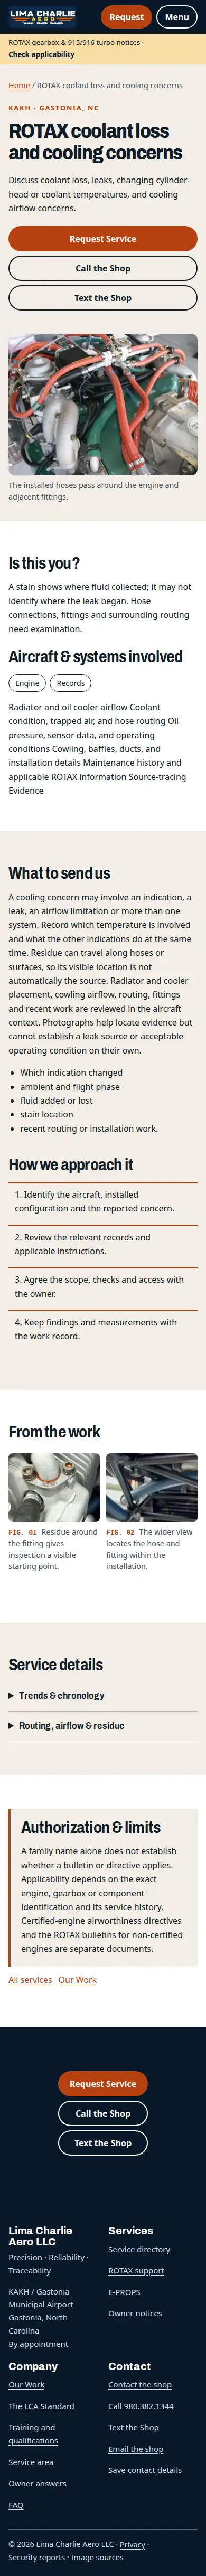 LIMA CHARLIE
AERO
Request
Menu
ROTAX gearbox & 915/916 turbo notices ·
Check applicability
Home / ROTAX coolant loss and cooling concerns
KAKH · GASTONIA, NC
ROTAX coolant loss
and cooling concerns
Discuss coolant loss, leaks, changing cylinder-
head or coolant temperatures, and cooling
airflow concerns.
Request Service
Call the Shop
Text the Shop
The installed hoses pass around the engine and
adjacent fittings.
Is this you?
A stain shows where fluid collected; it may not
identify where the leak began. Hose
connections, fittings and surrounding routing
need examination.
Aircraft & systems involved
Engine
Records
Radiator and oil cooler airflow Coolant
condition, trapped air, and hose routing Oil
pressure, sensor data, and operating
conditions Cowling, baffles, ducts, and
installation details Maintenance history and
applicable ROTAX information Source-tracing
Evidence
What to send us
A cooling concern may involve an indication, a
leak, an airflow limitation or more than one
system. Record which temperature is involved
and what the other indications do at the same
time. Residue can travel along hoses or
surfaces, so its visible location is not
automatically the source. Radiator and cooler
placement, cowling airflow, routing, fittings
and recent work are reviewed in the aircraft
context. Photographs help locate evidence but
cannot establish a leak source or acceptable
operating condition on their own.
• Which indication changed
• ambient and flight phase
• fluid added or lost
• stain location
• recent routing or installation work.
How we approach it
1. Identify the aircraft, installed
configuration and the reported concern.
2. Review the relevant records and
applicable instructions.
3. Agree the scope, checks and access with
the owner.
4. Keep findings and measurements with
the work record.
From the work
FIG. 01 Residue around
the fitting gives
inspection a visible
starting point.
FIG. 02 The wider view
locates the hose and
fitting within the
installation.
Service details
Trends & chronology
Routing, airflow & residue
Authorization & limits
A family name alone does not establish
whether a bulletin or directive applies.
Applicability depends on the exact
engine, gearbox or component
identification and its service history.
Certified-engine airworthiness directives
and the ROTAX bulletins for non-certified
engines are separate documents.
All services Our Work
Request Service
Call the Shop
Text the Shop
Lima Charlie
Aero LLC
Precision · Reliability ·
Traceability
KAKH / Gastonia
Municipal Airport
Gastonia, North
Carolina
By appointment
Services
Service directory
ROTAX support
E-PROPS
Owner notices
Company
Our Work
The LCA Standard
Training and
qualifications
Service area
Owner answers
FAQ
Contact
Contact the shop
Call 980.382.1344
Text the Shop
Email the shop
Save contact details
© 2026 Lima Charlie Aero LLC · Privacy ·
Security reports · Image sources